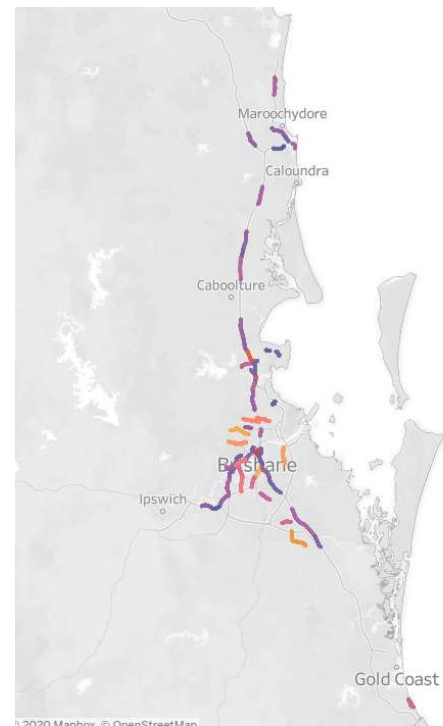 Maroochydore
Caloundra
Caboolture
Brisbane
Ipswich
Gold Coast
© 2020 Mapbox, © OpenStreetMap